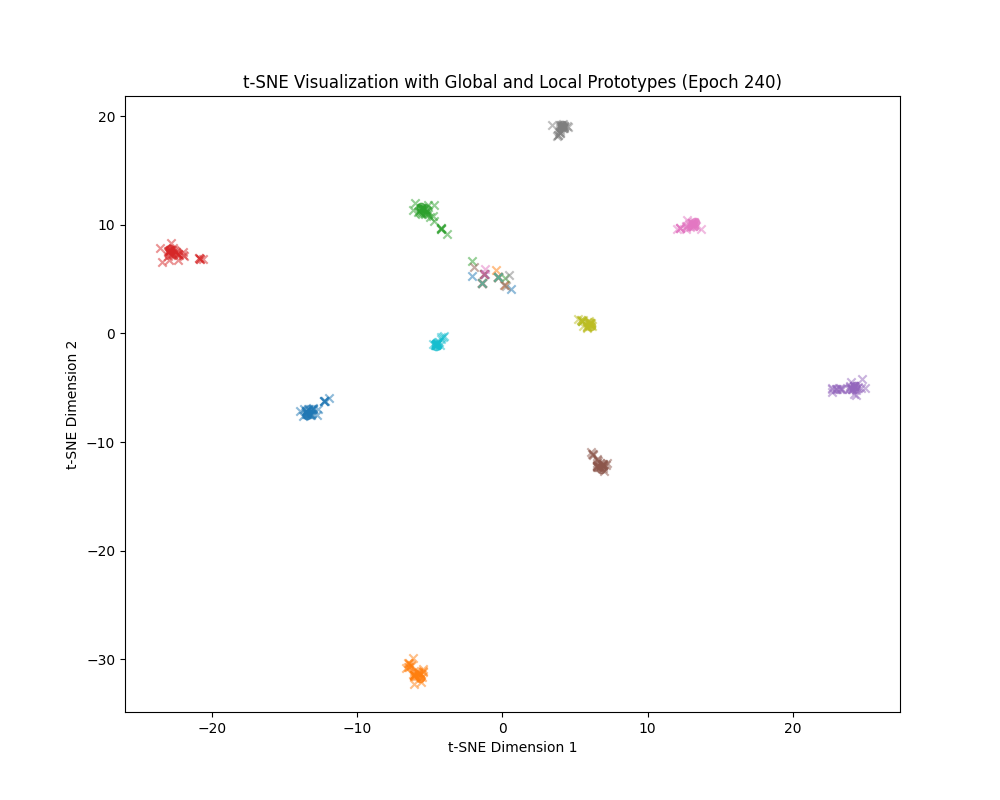 t-SNE Visualization with Global and Local Prototypes (Epoch 240)
20
10
0
−10
−20
−30
t-SNE Dimension 2
−20 −10 0 10 20
t-SNE Dimension 1